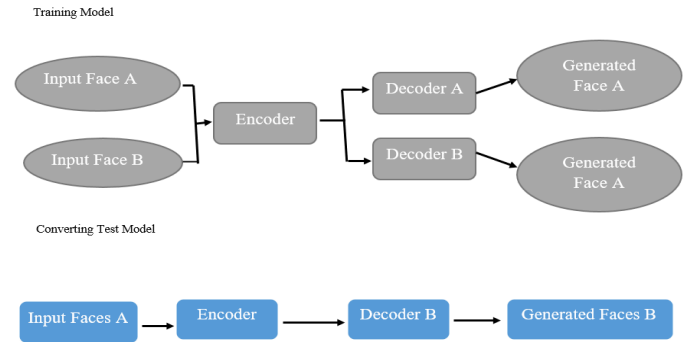 Training Model
Input Face A
Input Face B
Encoder
Decoder A
Decoder B
Generated
Face A
Generated
Face A
Converting Test Model
Input Faces A
Encoder
Decoder B
Generated Faces B